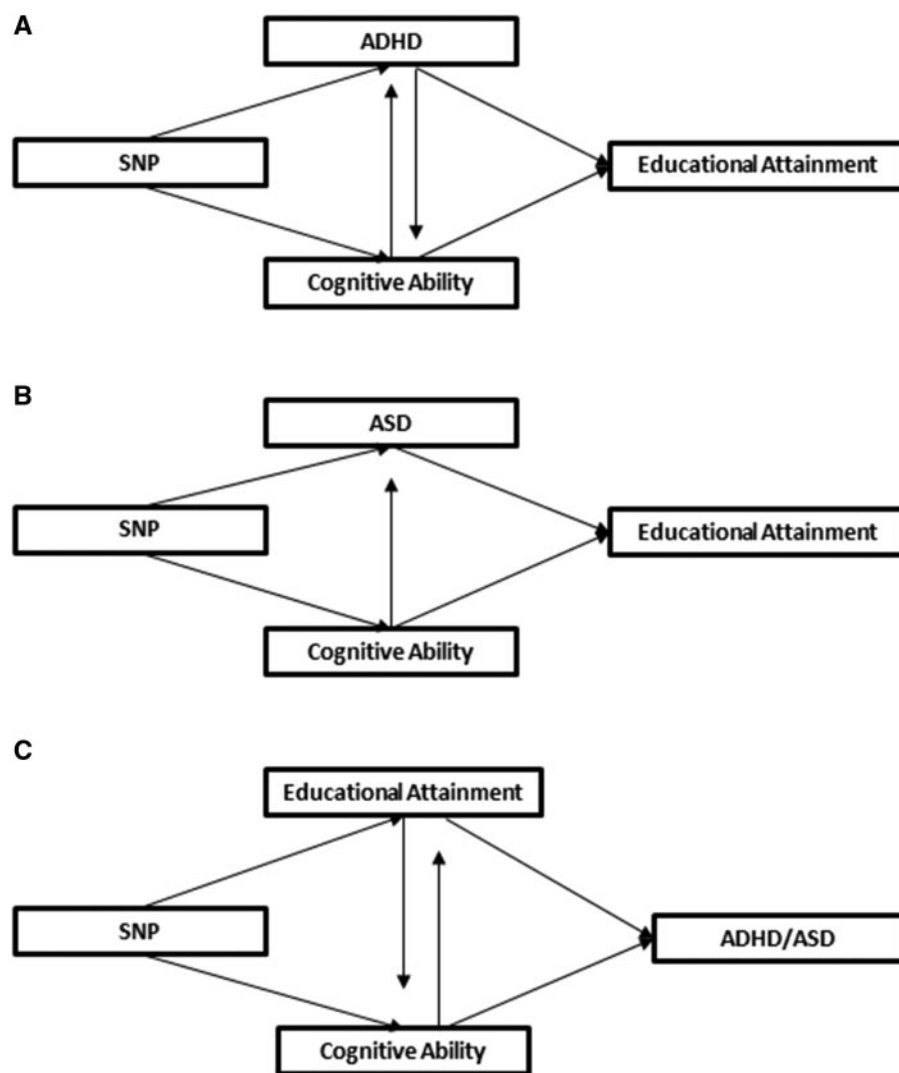 A
ADHD
SNP
Educational Attainment
Cognitive Ability
B
ASD
SNP
Educational Attainment
Cognitive Ability
C
Educational Attainment
SNP
ADHD/ASD
Cognitive Ability